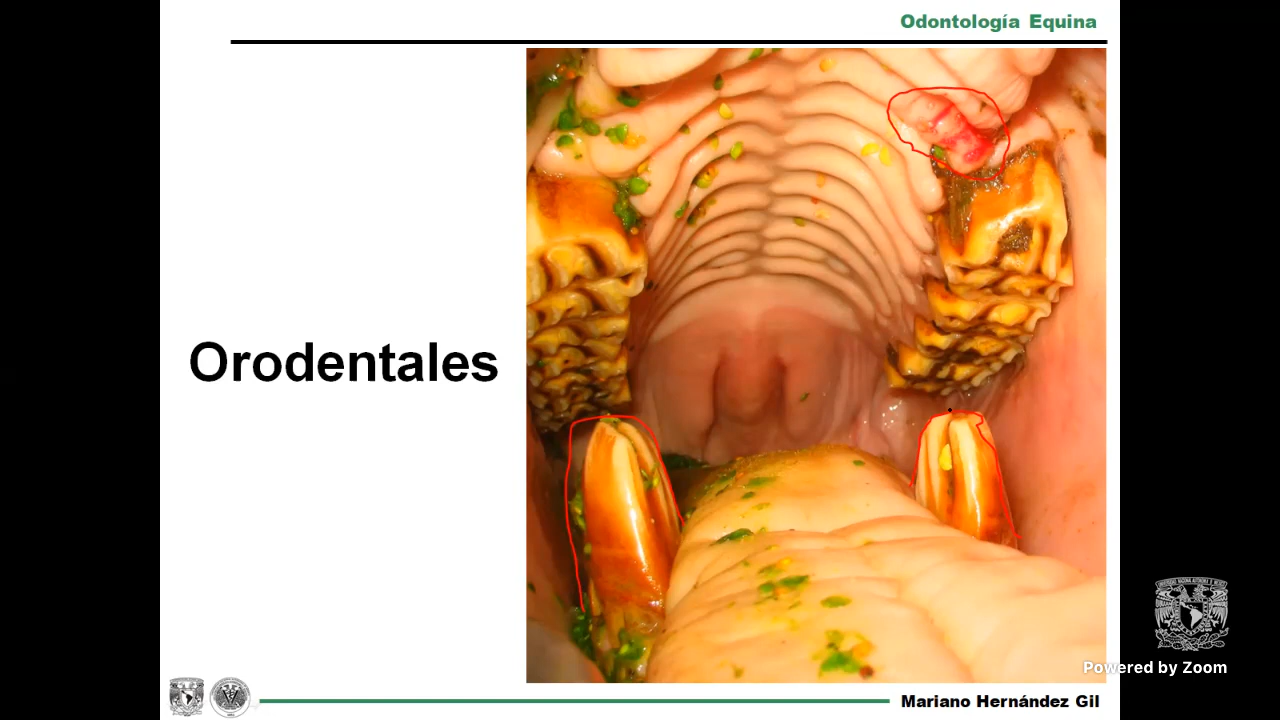 Odontología Equina
Orodentales
Powered by Zoom
Mariano Hernández Gil